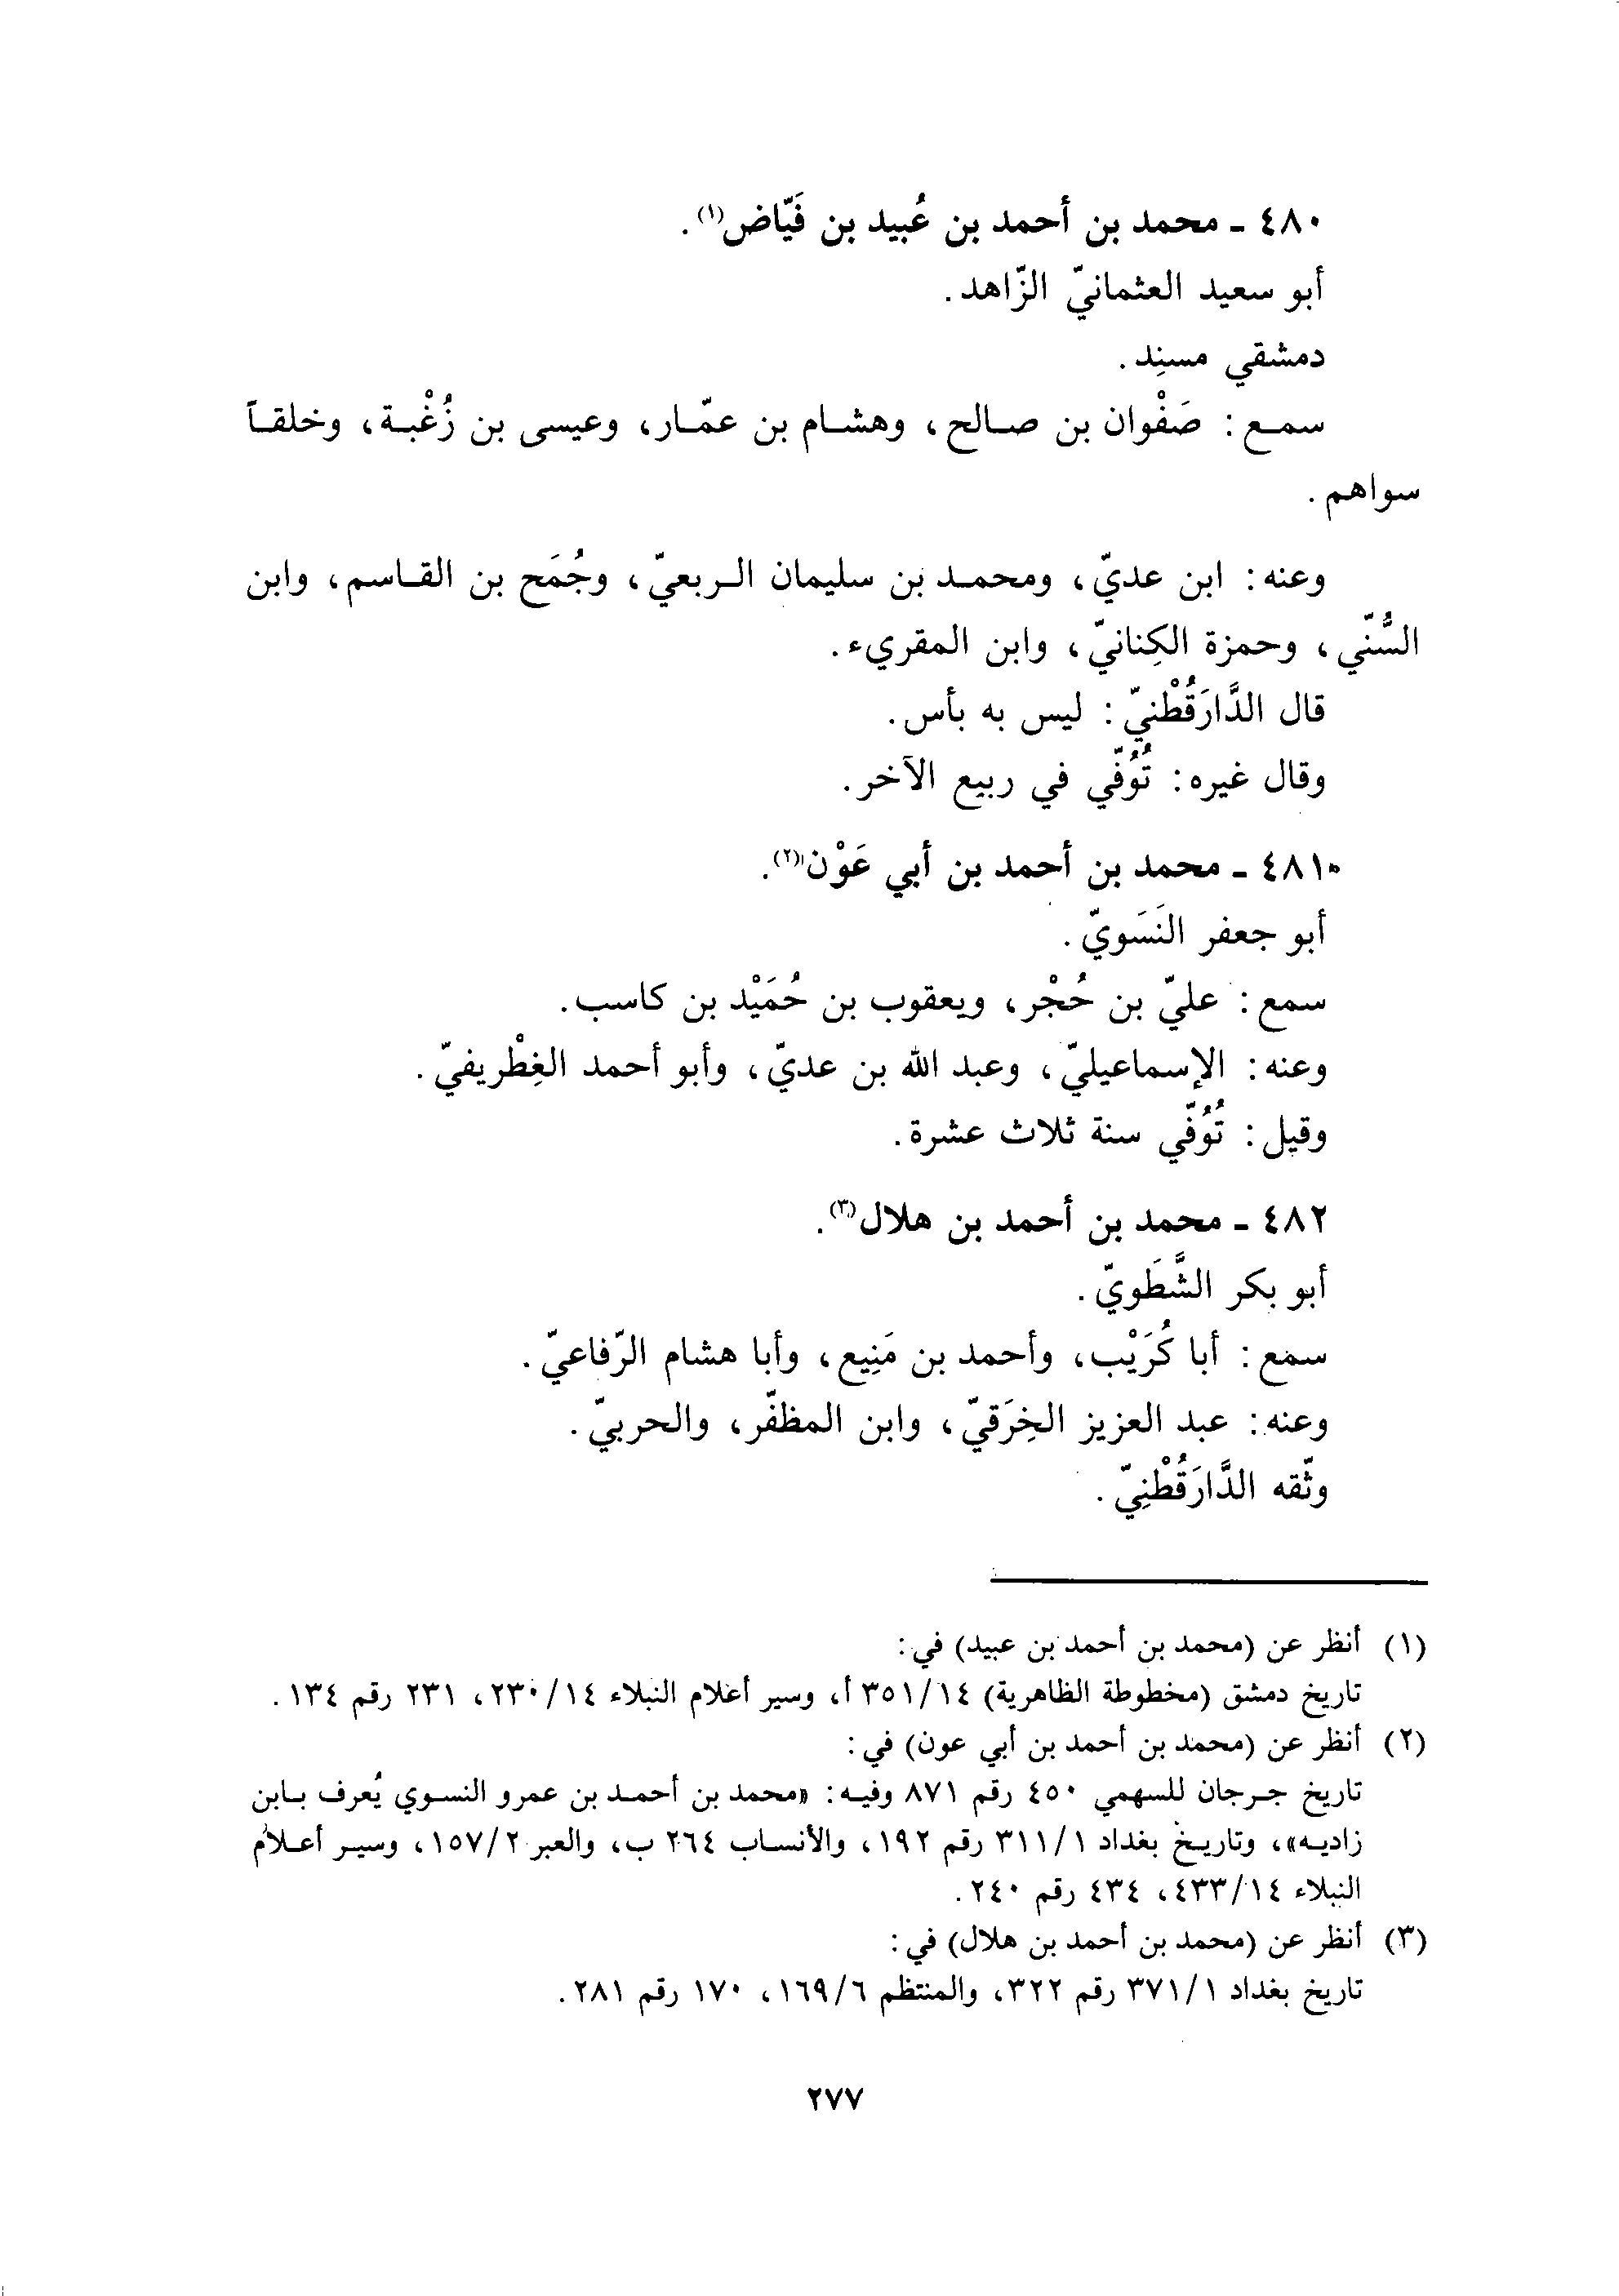 ٤٨٠ ـ محمد بن أحمد بن عُبيد بن فَيّاض(١).
أبو سعيد العثمانيّ الزّاهد.
دمشقي مسنِد.
سمع: صَفْوان بن صالح، وهشام بن عمّار، وعيسى بن زُغْبة، وخلقاً
سواهم.
وعنه: ابن عديّ، ومحمد بن سليمان الربعيّ، وجُمَح بن القاسم، وابن
السُّنّي، وحمزة الكِنانيّ، وابن المقريء.
قال الدَّارَقُطْنيّ: ليس به بأس.
وقال غيره: تُوُفّي في ربيع الآخر.
٤٨١ ـ محمد بن أحمد بن أبي عَوْن(٢).
أبو جعفر النَسَويّ.
سمع: عليّ بن حُجْر، ويعقوب بن حُمَيْد بن كاسب.
وعنه: الإسماعيليّ، وعبد الله بن عديّ، وأبو أحمد الغِطْريفيّ.
وقيل: تُوُفّي سنة ثلاث عشرة.
٤٨٢ ـ محمد بن أحمد بن هلال(٣).
أبو بكر الشَّطَويّ.
سمع: أبا كُرَيْب، وأحمد بن مَنِيع، وأبا هشام الرّفاعيّ.
وعنه: عبد العزيز الخِرَقيّ، وابن المظفّر، والحربيّ.
وثّقه الدَّارَقُطْنِيّ.
(١) أنظر عن (محمد بن أحمد بن عبيد) في:
تاريخ دمشق (مخطوطة الظاهرية) ٣٥١/١٤ أ، وسير أعلام النبلاء ٢٣٠/١٤، ٢٣١ رقم ١٣٤.
(٢) أنظر عن (محمد بن أحمد بن أبي عون) في:
تاريخ جرجان للسهمي ٤٥٠ رقم ٨٧١ وفيه: «محمد بن أحمد بن عمرو النسوي يُعرف بابن
زاديه»، وتاريخ بغداد ٣١١/١ رقم ١٩٢، والأنساب ٢٦٤ ب، والعبر ١٥٧/٢، وسير أعلام
النبلاء ٤٣٣/١٤، ٤٣٤ رقم ٢٤٠.
(٣) أنظر عن (محمد بن أحمد بن هلال) في:
تاريخ بغداد ٣٧١/١ رقم ٣٢٢، والمنتظم ١٦٩/٦، ١٧٠ رقم ٢٨١.
٢٧٧